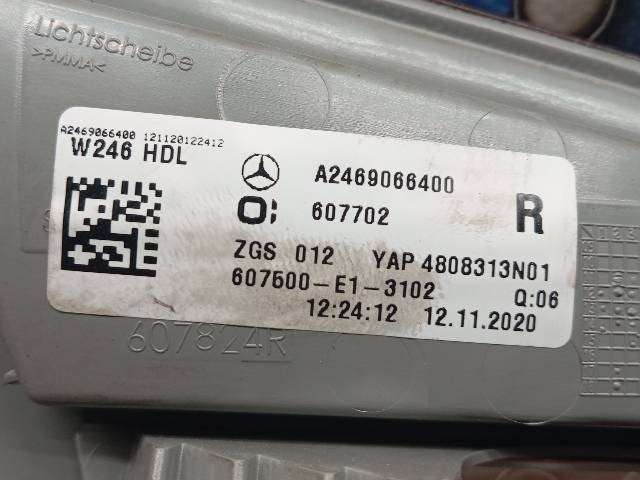 Lichtscheibe
>PMMA<
A2469066400 121120122412
W246 HDL
A2469066400
607702
R
ZGS 012 YAP 4808313N01
607500-E1-3102 Q:06
12:24:12 12.11.2020
607824R